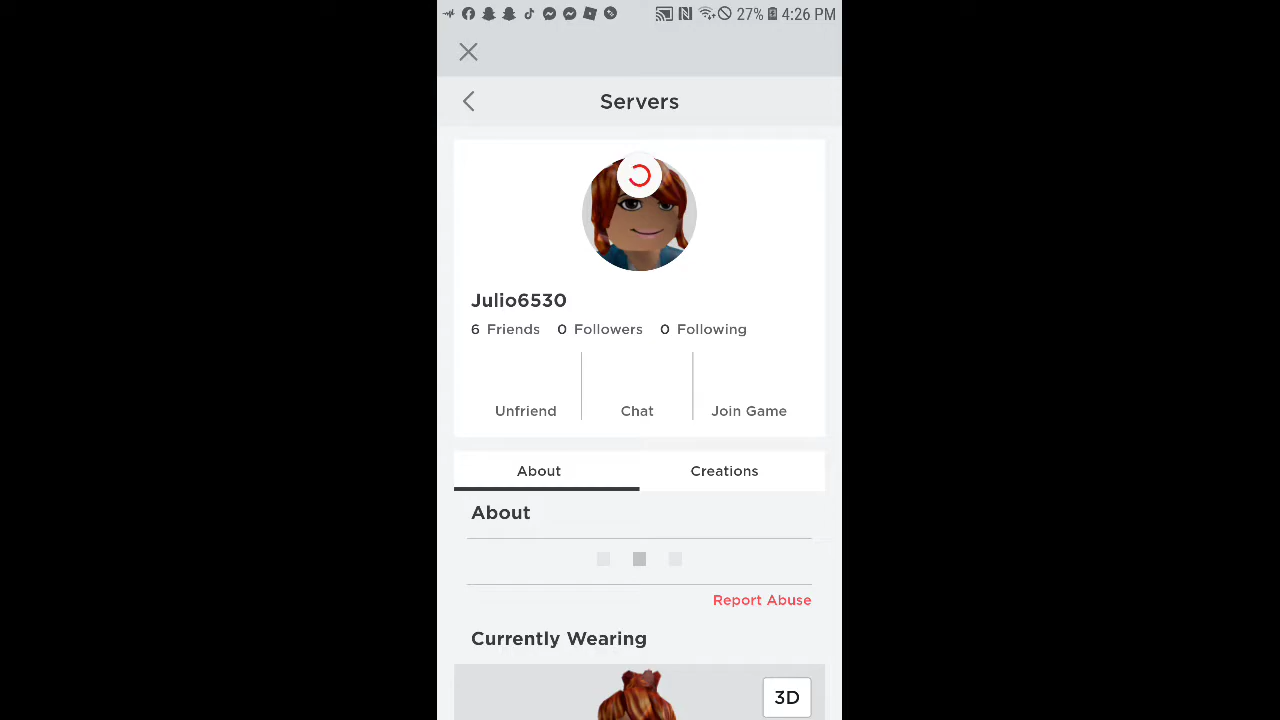 27% 4:26 PM
Servers
Julio6530
6 Friends 0 Followers 0 Following
Unfriend Chat Join Game
About Creations
About
Report Abuse
Currently Wearing
3D